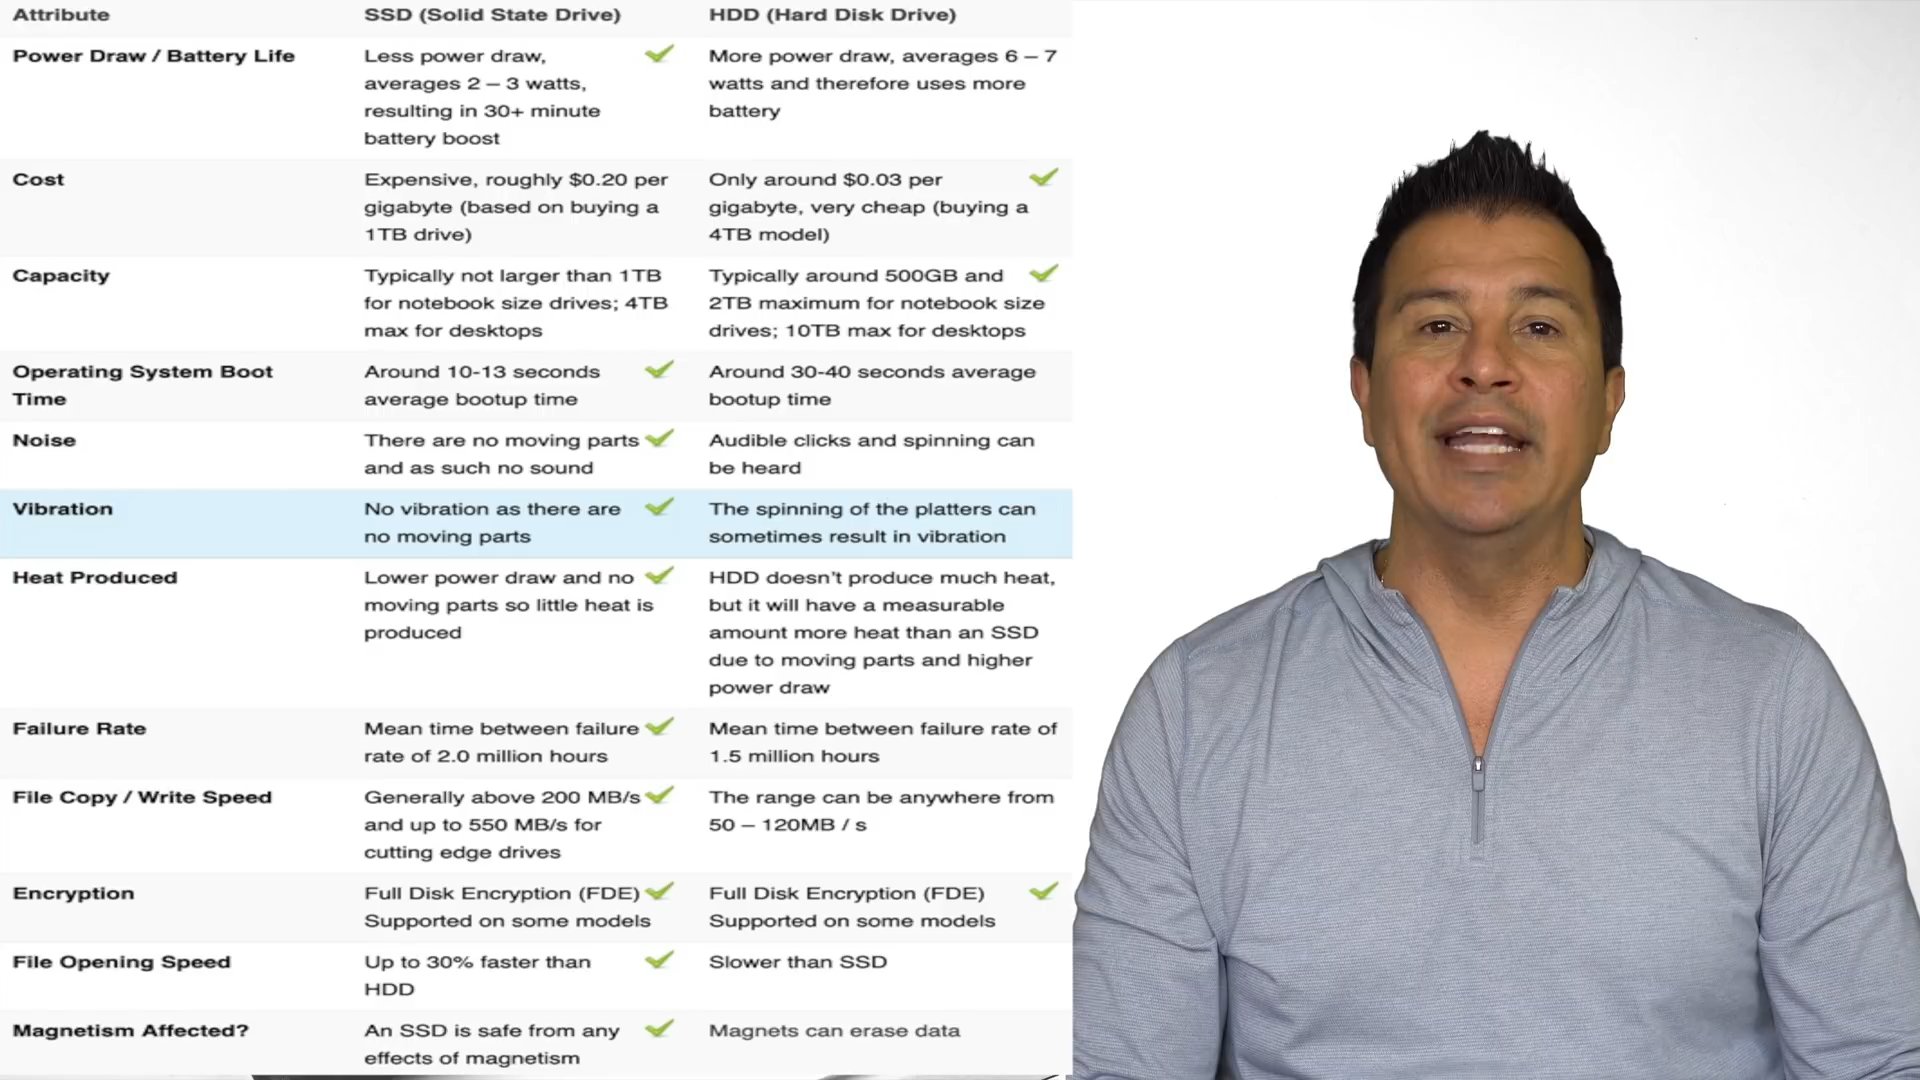 Attribute SSD (Solid State Drive) HDD (Hard Disk Drive)
Power Draw / Battery Life
Less power draw,
averages 2 – 3 watts,
resulting in 30+ minute
battery boost
More power draw, averages 6 – 7
watts and therefore uses more
battery
Cost
Expensive, roughly $0.20 per
gigabyte (based on buying a
1TB drive)
Only around $0.03 per
gigabyte, very cheap (buying a
4TB model)
Capacity
Typically not larger than 1TB
for notebook size drives; 4TB
max for desktops
Typically around 500GB and
2TB maximum for notebook size
drives; 10TB max for desktops
Operating System Boot
Time
Around 10-13 seconds
average bootup time
Around 30-40 seconds average
bootup time
Noise
There are no moving parts
and as such no sound
Audible clicks and spinning can
be heard
Vibration
No vibration as there are
no moving parts
The spinning of the platters can
sometimes result in vibration
Heat Produced
Lower power draw and no
moving parts so little heat is
produced
HDD doesn't produce much heat,
but it will have a measurable
amount more heat than an SSD
due to moving parts and higher
power draw
Failure Rate
Mean time between failure
rate of 2.0 million hours
Mean time between failure rate of
1.5 million hours
File Copy / Write Speed
Generally above 200 MB/s
and up to 550 MB/s for
cutting edge drives
The range can be anywhere from
50 – 120MB / s
Encryption
Full Disk Encryption (FDE)
Supported on some models
Full Disk Encryption (FDE)
Supported on some models
File Opening Speed
Up to 30% faster than
HDD
Slower than SSD
Magnetism Affected?
An SSD is safe from any
effects of magnetism
Magnets can erase data